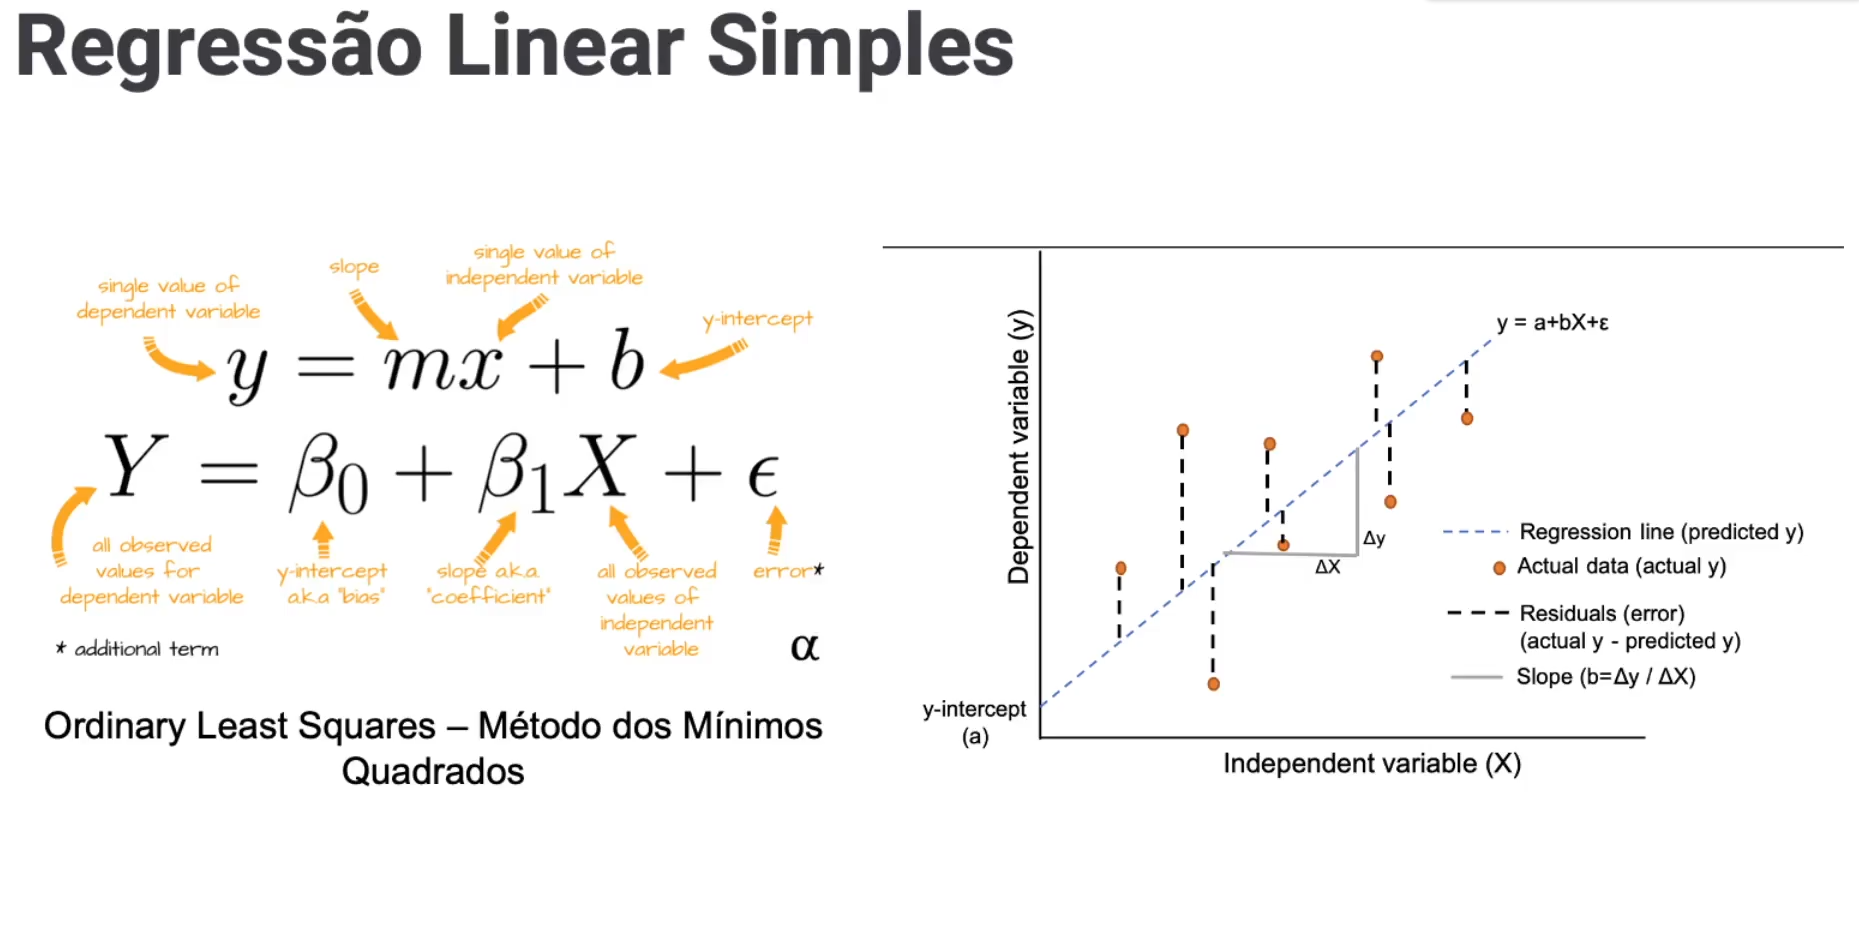 Regressão Linear Simples
single value of
dependent variable
slope
single value of
independent variable
y-intercept
y = mx + b
Y = β0 + β1X + ϵ
all observed
values for
dependent variable
y-intercept
a.k.a "bias"
slope a.k.a.
"coefficient"
all observed
values of
independent
variable
error*
* additional term
α
Ordinary Least Squares – Método dos Mínimos
Quadrados
Dependent variable (y)
y = a+bX+ε
Δy
ΔX
Regression line (predicted y)
Actual data (actual y)
Residuals (error)
(actual y - predicted y)
Slope (b=Δy / ΔX)
y-intercept
(a)
Independent variable (X)